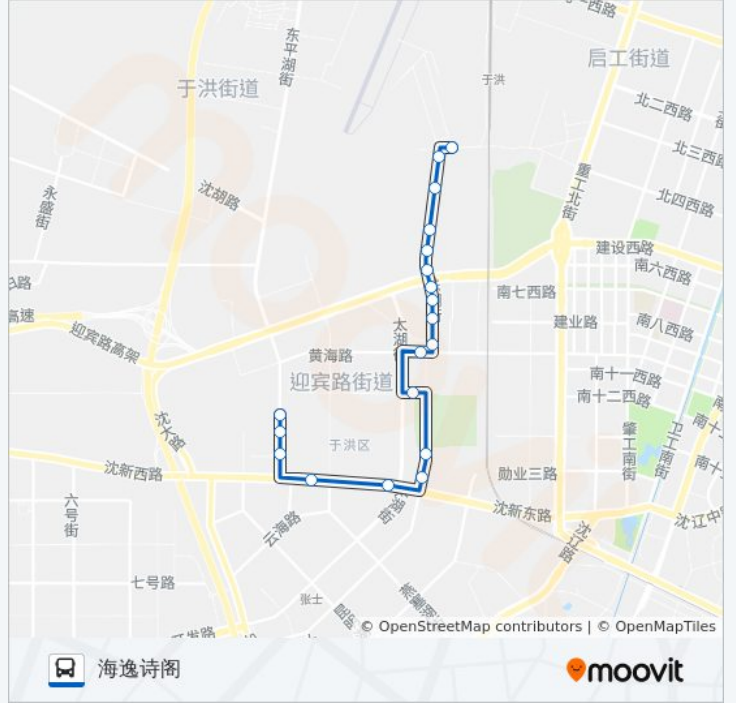 二西路
东平湖街
启工街道
于洪
于洪街道
北二西路
北三西路
重工北街
沈胡路
永盛街
北四西路
建设西路
南六西路
南七西路
高速
迎宾路高架
太湖
建业路
南八西路
黄海路
迎宾路街道
南十一西路
南十二西路
沈大路
于洪区
肇工南街
卫工南街
沈新西路
勋业三路
六号街
云海路
湖街
沈新东路
沈辽路
沈辽中
七号路
张士
© OpenStreetMap contributors | © OpenMapTiles
海逸诗阁
moovit